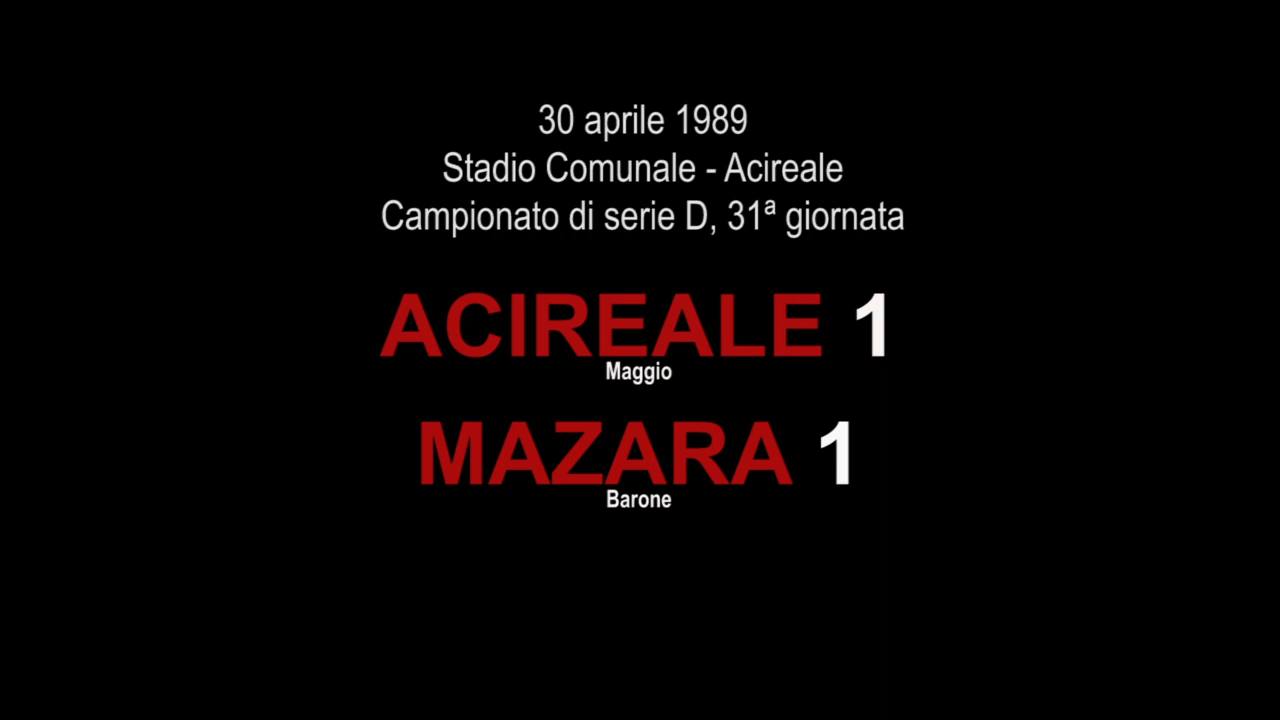 30 aprile 1989
Stadio Comunale - Acireale
Campionato di serie D, 31ª giornata
ACIREALE 1
Maggio
MAZARA 1
Barone